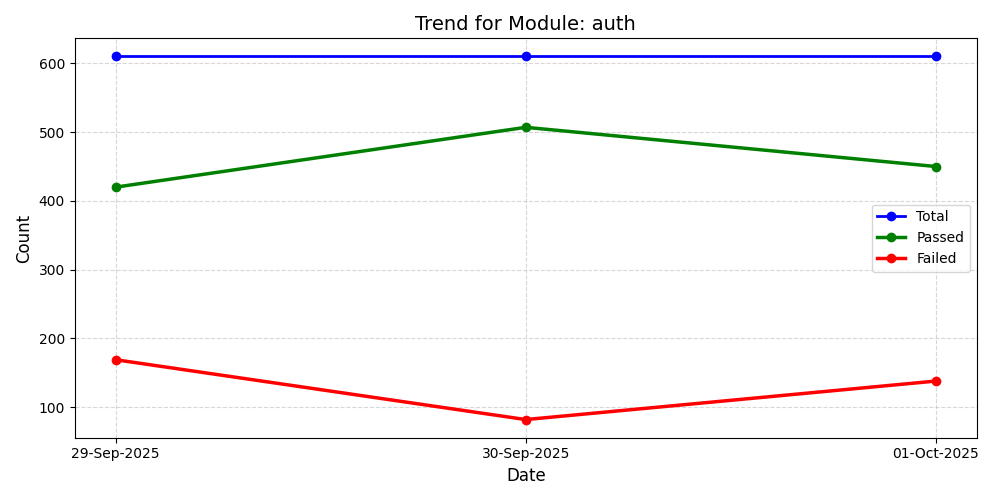 Trend for Module: auth
600
500
400
300
200
100
Count
Total
Passed
Failed
29-Sep-2025
30-Sep-2025
01-Oct-2025
Date